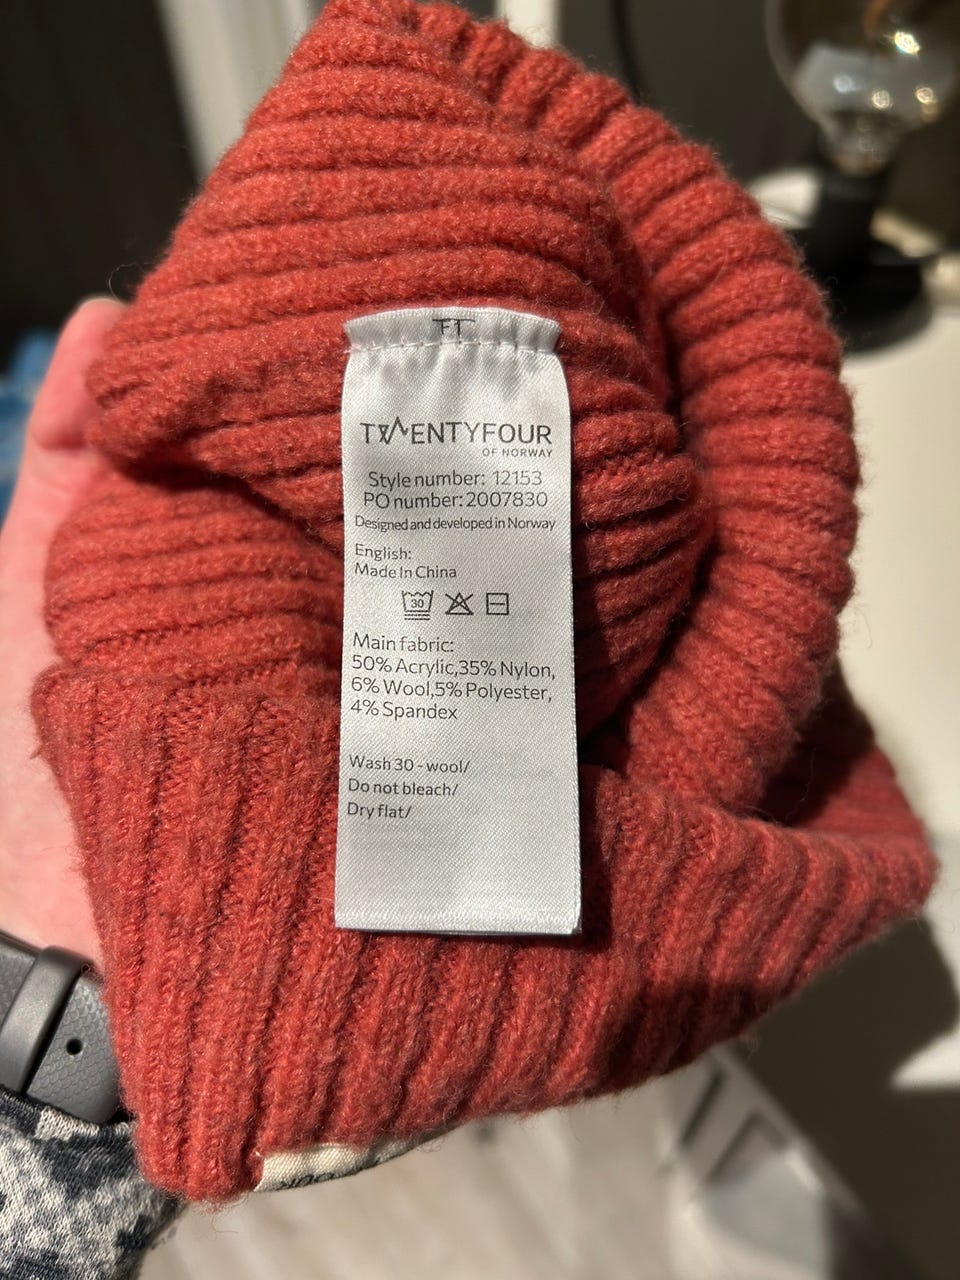 TWENTYFOUR
OF NORWAY
Style number: 12153
PO number: 2007830
Designed and developed in Norway
English:
Made In China
30
Main fabric:
50% Acrylic,35% Nylon,
6% Wool,5% Polyester,
4% Spandex
Wash 30 - wool/
Do not bleach/
Dry flat/